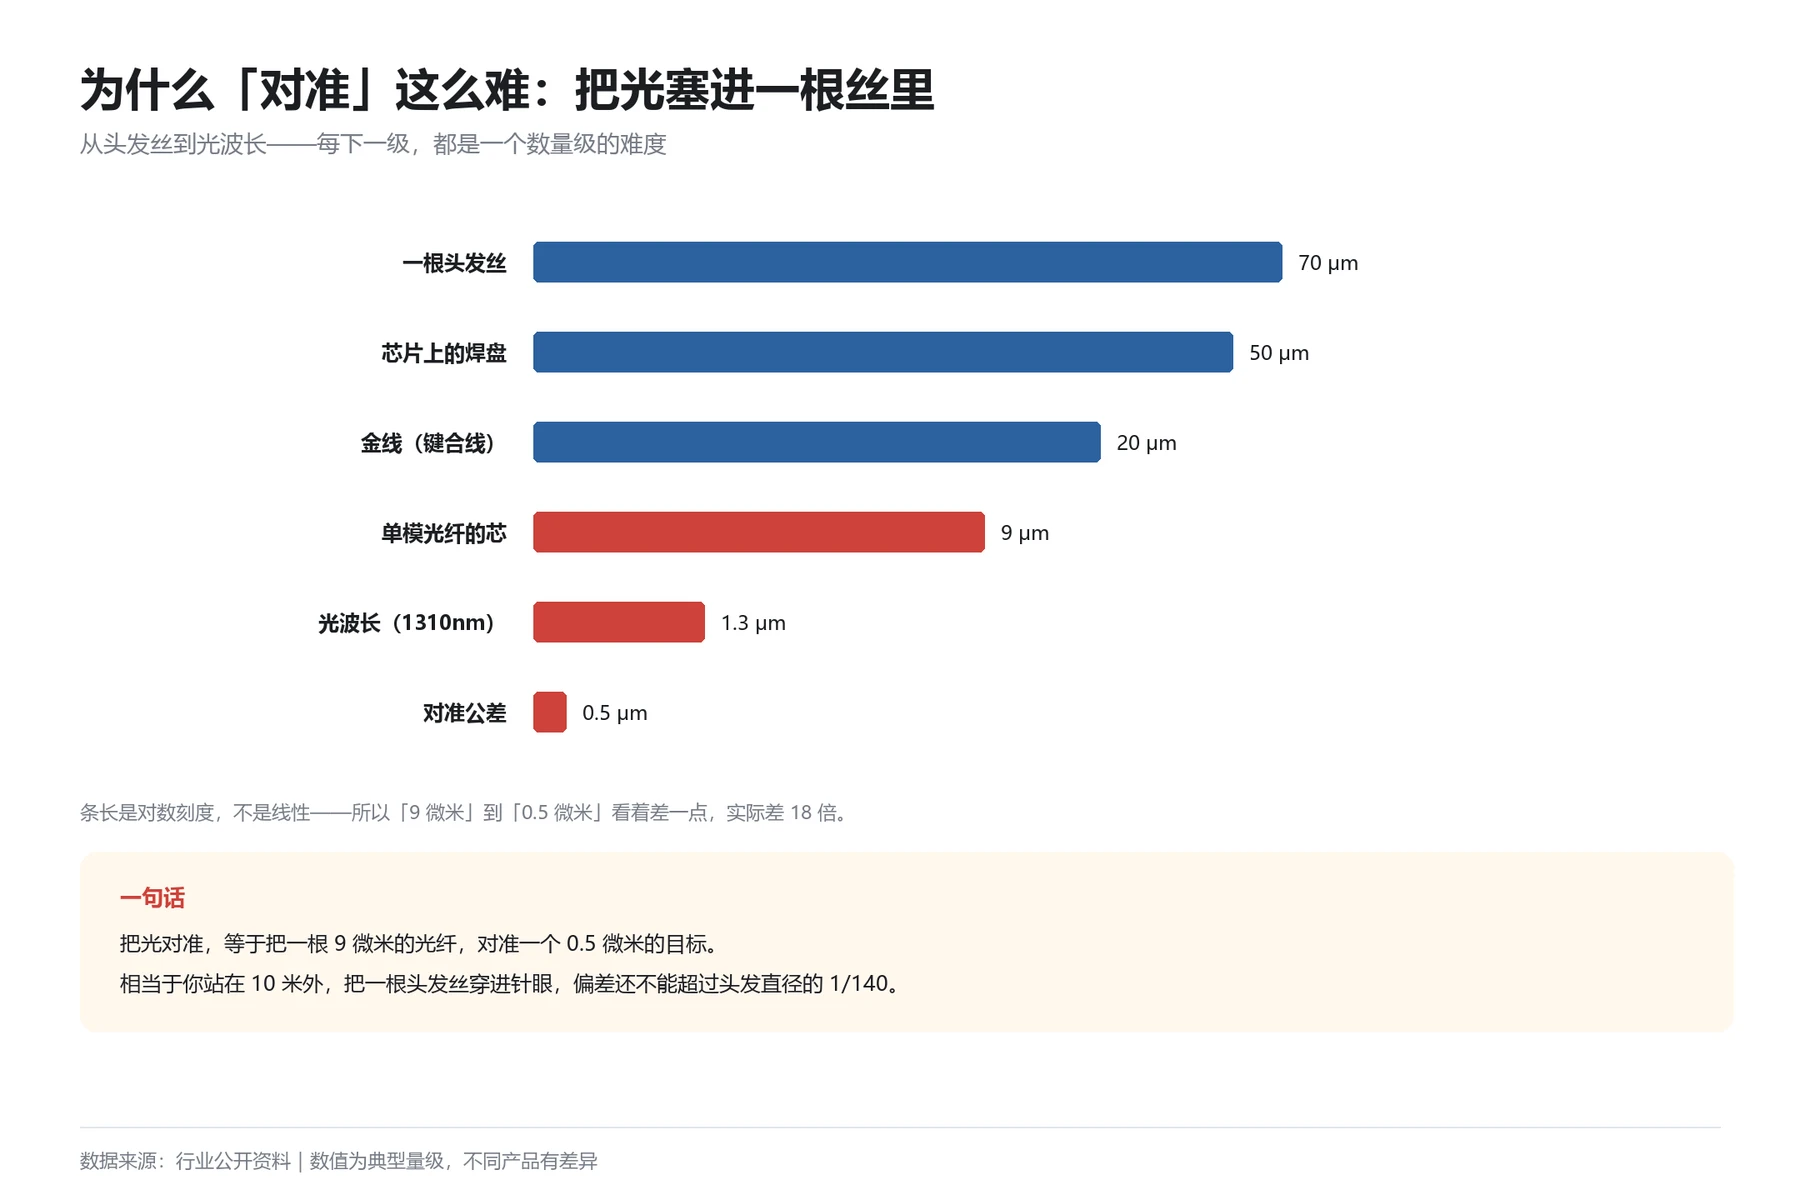 为什么「对准」这么难：把光塞进一根丝里
从头发丝到光波长——每下一级，都是一个数量级的难度
一根头发丝 70 μm
芯片上的焊盘 50 μm
金线（键合线） 20 μm
单模光纤的芯 9 μm
光波长（1310nm） 1.3 μm
对准公差 0.5 μm
条长是对数刻度，不是线性——所以「9 微米」到「0.5 微米」看着差一点，实际差 18 倍。
一句话
把光对准，等于把一根 9 微米的光纤，对准一个 0.5 微米的目标。
相当于你站在 10 米外，把一根头发丝穿进针眼，偏差还不能超过头发直径的 1/140。
数据来源：行业公开资料 | 数值为典型量级，不同产品有差异